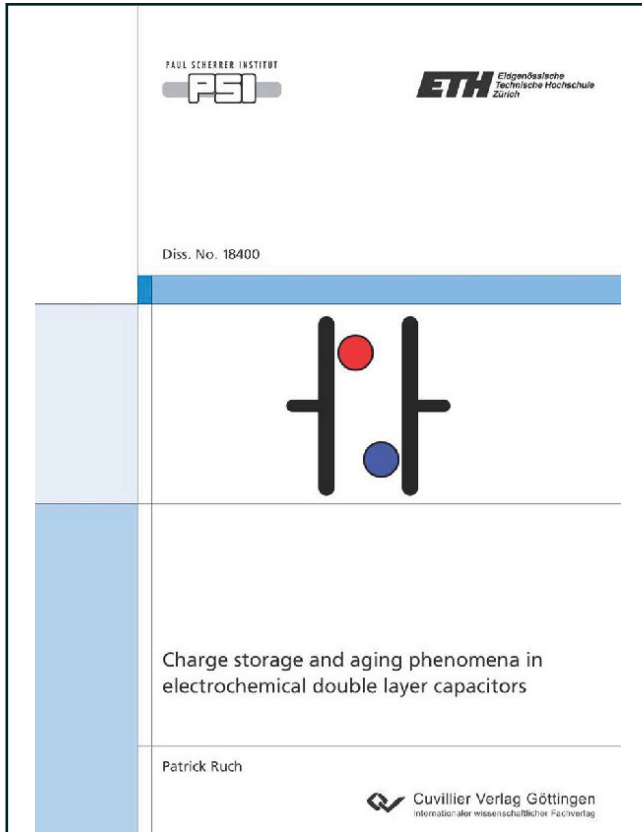 PAUL SCHERRER INSTITUT
PSI
ETH
Eidgenössische
Technische Hochschule
Zürich
Diss. No. 18400
Charge storage and aging phenomena in
electrochemical double layer capacitors
Patrick Ruch
Cuvillier Verlag Göttingen
Internationaler wissenschaftlicher Fachverlag